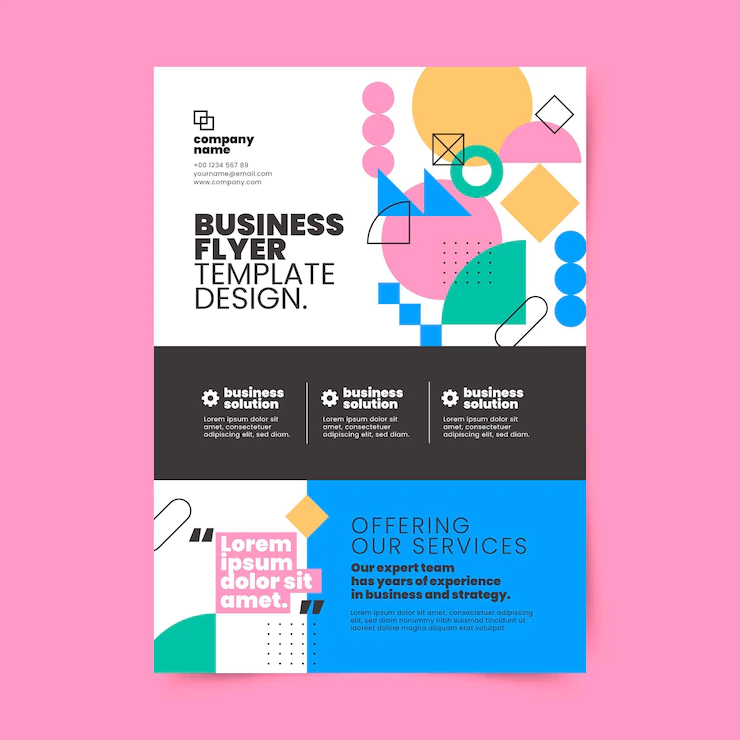 company
name
+00 1234 567 89
yourname@email.com
www.company.com
BUSINESS
FLYER
TEMPLATE
DESIGN.
business
solution
Lorem ipsum dolor sit
amet, consectetuer
adipiscing elit, sed diam.
business
solution
Lorem ipsum dolor sit
amet, consectetuer
adipiscing elit, sed diam.
business
solution
Lorem ipsum dolor sit
amet, consectetuer
adipiscing elit, sed diam.
“Lorem
ipsum
dolor sit
amet.”
OFFERING
OUR SERVICES
Our expert team
has years of experience
in business and strategy.
Lorem ipsum dolor sit amet, consectetuer adipiscing
elit, sed diam nonummy nibh euismod tincidunt ut
laoreet dolore magna aliquam erat volutpat.